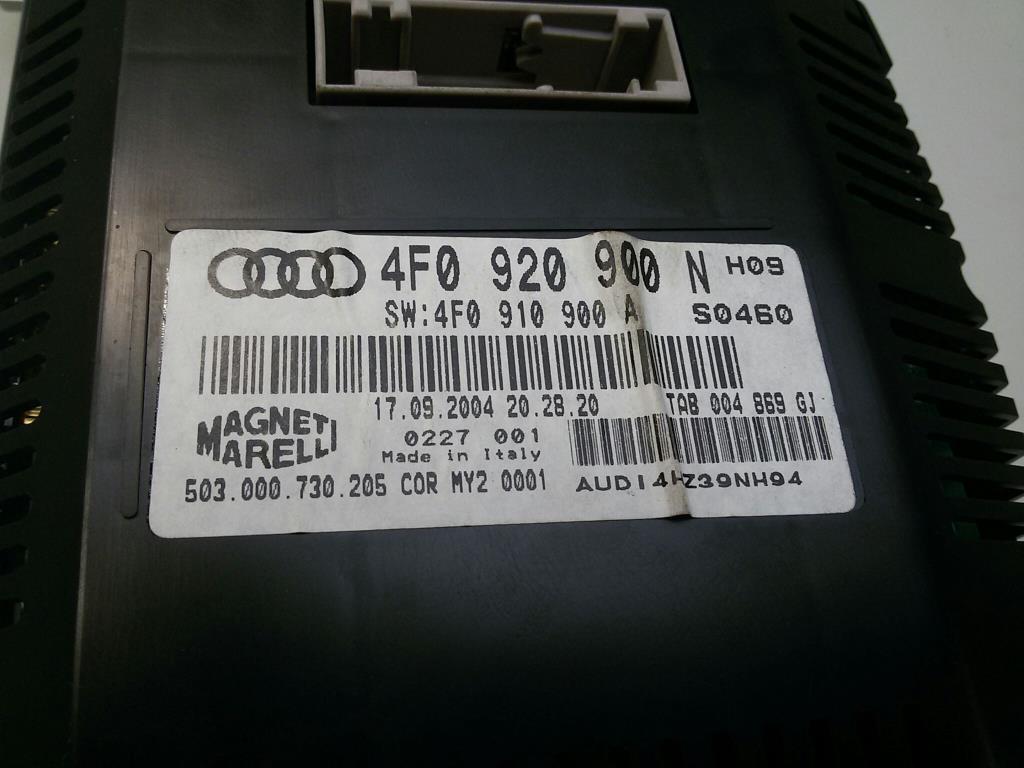 4F0 920 900 N H09
SW:4F0 910 900 A S0460
17.09.2004 20.28.20 TAB 004 869 GJ
MAGNETI
MARELLI
0227 001
Made in Italy
503.000.730.205 COR MY2 0001
AUDI4HZ39NH94